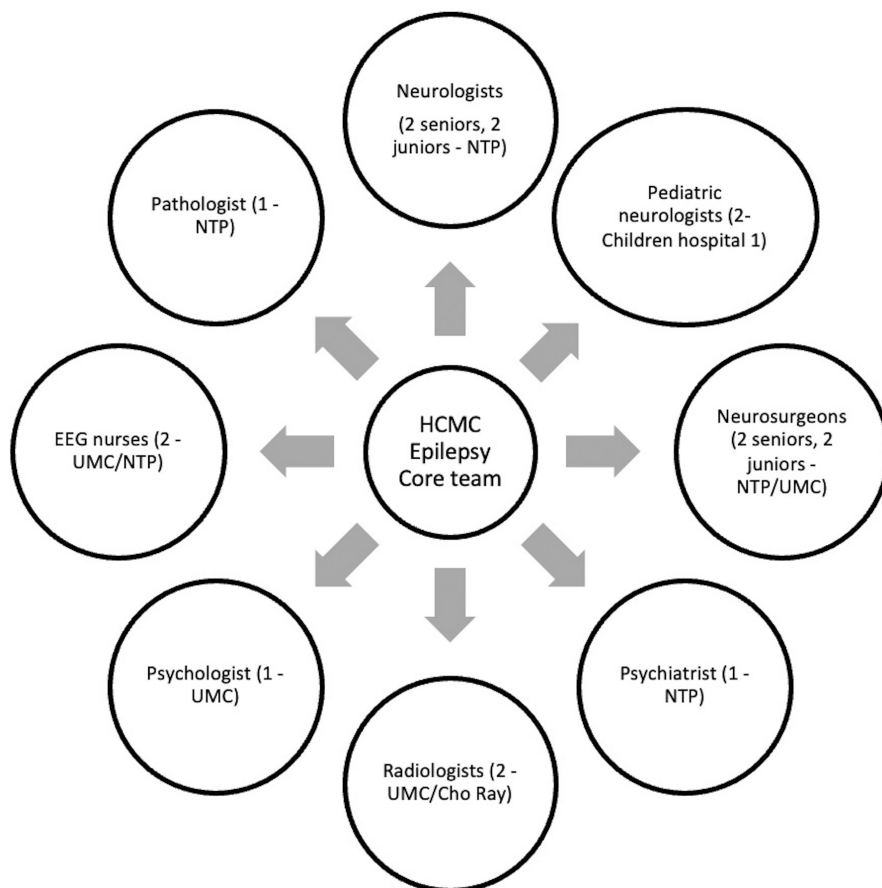 Neurologists
(2 seniors, 2
juniors - NTP)
Pediatric
neurologists (2-
Children hospital 1)
Neurosurgeons
(2 seniors, 2
juniors -
NTP/UMC)
Psychiatrist (1 -
NTP)
Radiologists (2 -
UMC/Cho Ray)
Psychologist (1 -
UMC)
EEG nurses (2 -
UMC/NTP)
Pathologist (1 -
NTP)
HCMC
Epilepsy
Core team